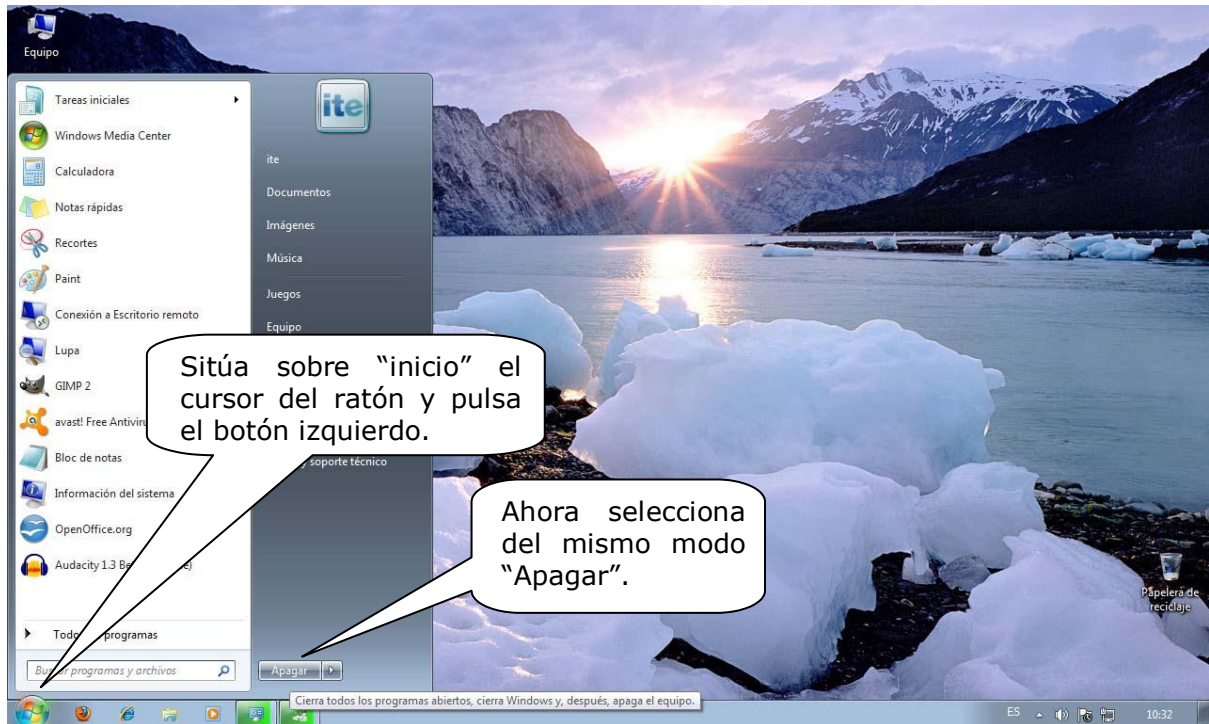 Equipo
Tareas iniciales
Windows Media Center
Calculadora
Notas rápidas
Recortes
Paint
Conexión a Escritorio remoto
Lupa
GIMP 2
avast! Free
Bloc de notas
Información del sistema
OpenOffice.org
Audacity 1.3
programas
programas y archivos
ite
ite
Documentos
Imágenes
Música
Juegos
Equipo
soporte técnico
Apagar
Sitúa sobre “inicio” el
cursor del ratón y pulsa
el botón izquierdo.
Ahora selecciona
del mismo modo
“Apagar”.
Cierra todos los programas abiertos, cierra Windows y, después, apaga el equipo.
Papelera de
reciclaje
ES
10:32